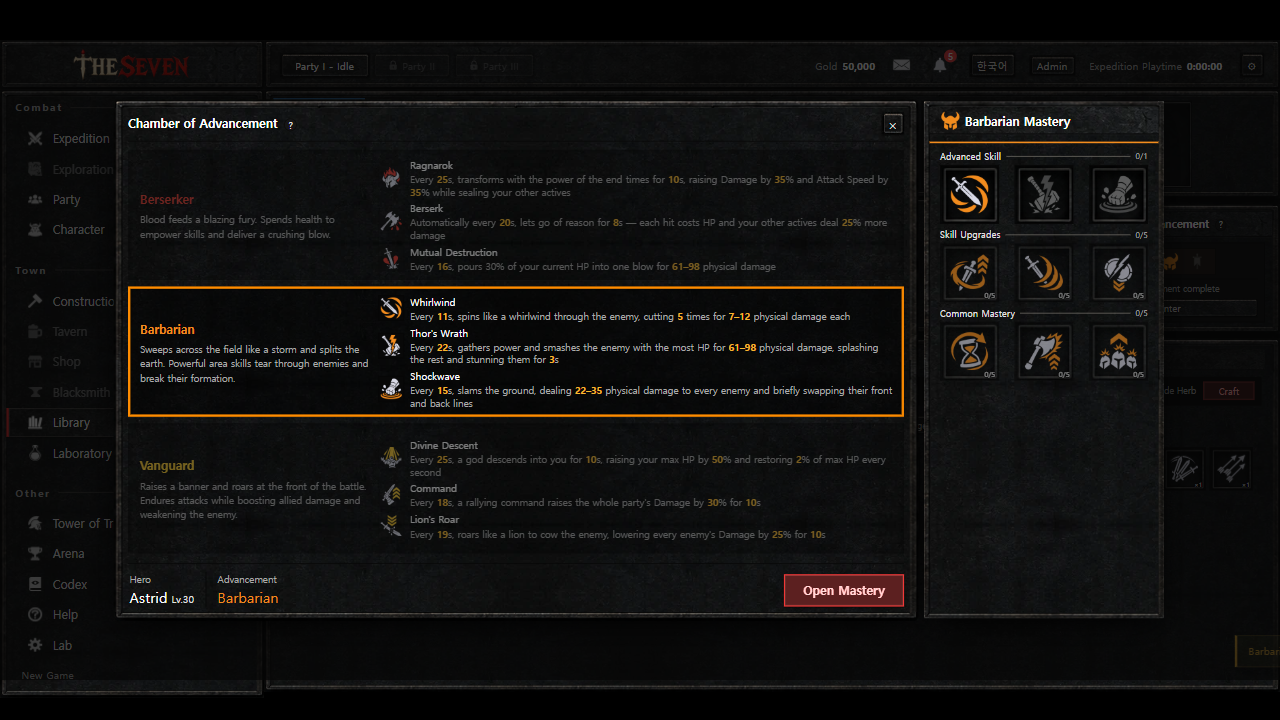 THE SEVEN
Party I - Idle
Party II
Party III
Gold 50,000
5
한국어
Admin
Expedition Playtime 0:00:00
Combat
Expedition
Exploration
Party
Character
Town
Constructio
Tavern
Shop
Blacksmith
Library
Laboratory
Other
Tower of Tr
Arena
Codex
Help
Lab
New Game
Chamber of Advancement ?
×
Berserker
Blood feeds a blazing fury. Spends health to
empower skills and deliver a crushing blow.
Ragnarok
Every 25s, transforms with the power of the end times for 10s, raising Damage by 35% and Attack Speed by
35% while sealing your other actives
Berserk
Automatically every 20s, lets go of reason for 8s — each hit costs HP and your other actives deal 25% more
damage
Mutual Destruction
Every 16s, pours 30% of your current HP into one blow for 61–98 physical damage
Barbarian
Sweeps across the field like a storm and splits the
earth. Powerful area skills tear through enemies and
break their formation.
Whirlwind
Every 11s, spins like a whirlwind through the enemy, cutting 5 times for 7–12 physical damage each
Thor's Wrath
Every 22s, gathers power and smashes the enemy with the most HP for 61–98 physical damage, splashing
the rest and stunning them for 3s
Shockwave
Every 15s, slams the ground, dealing 22–35 physical damage to every enemy and briefly swapping their front
and back lines
Vanguard
Raises a banner and roars at the front of the battle.
Endures attacks while boosting allied damage and
weakening the enemy.
Divine Descent
Every 25s, a god descends into you for 10s, raising your max HP by 50% and restoring 2% of max HP every
second
Command
Every 18s, a rallying command raises the whole party's Damage by 30% for 10s
Lion's Roar
Every 19s, roars like a lion to cow the enemy, lowering every enemy's Damage by 25% for 10s
Hero
Astrid Lv.30
Advancement
Barbarian
Open Mastery
Barbarian Mastery
Advanced Skill 0/1
Skill Upgrades 0/5
0/5
0/5
0/5
Common Mastery 0/5
0/5
0/5
0/5
ncement ?
ent complete
nter
de Herb
Craft
×1
×1
Barbar